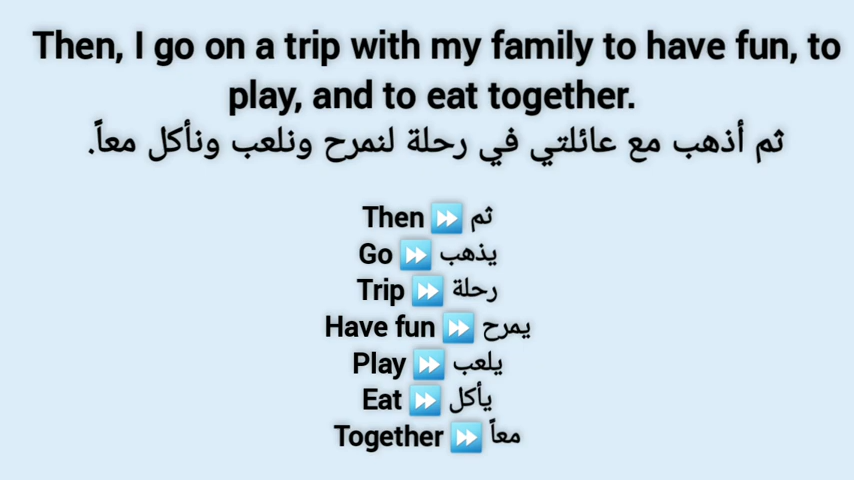 Then, I go on a trip with my family to have fun, to
play, and to eat together.
ثم أذهب مع عائلتي في رحلة لنمرح ونلعب ونأكل معاً.
Then ⏩ ثم
Go ⏩ يذهب
Trip ⏩ رحلة
Have fun ⏩ يمرح
Play ⏩ يلعب
Eat ⏩ يأكل
Together ⏩ معاً